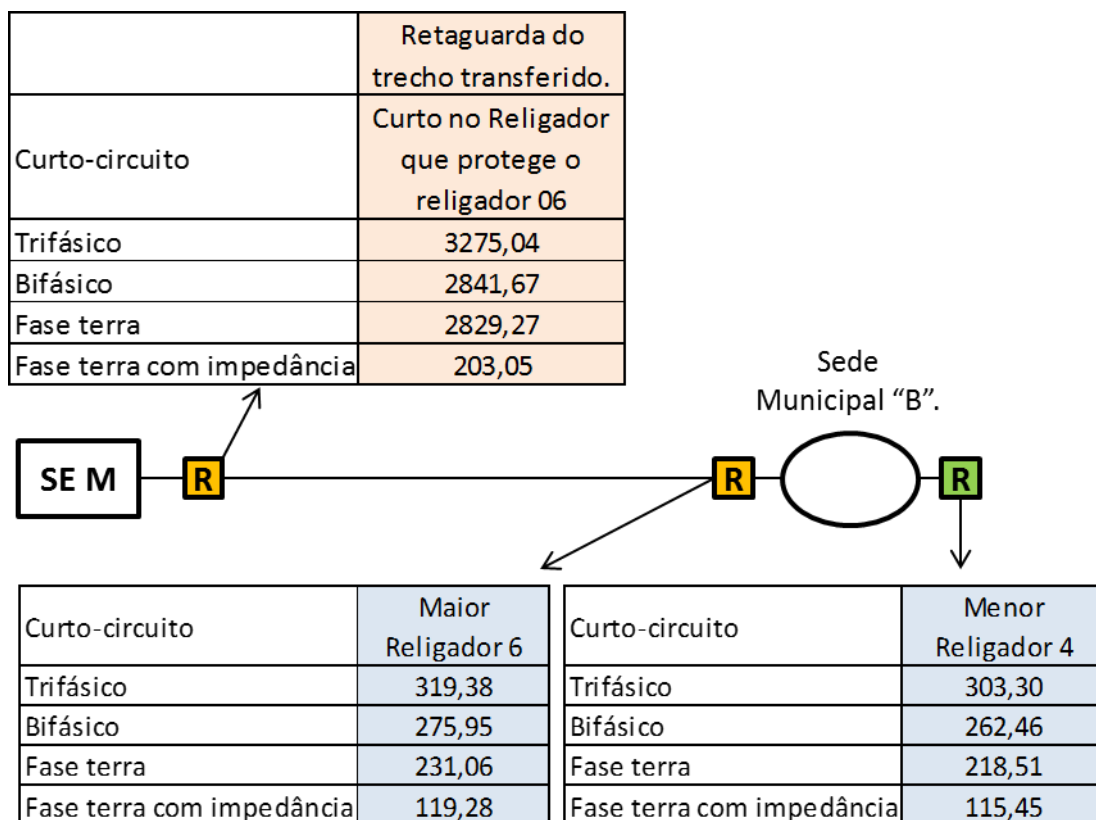 Retaguarda do
trecho transferido.
Curto-circuito
Curto no Religador
que protege o
religador 06
Trifásico 3275,04
Bifásico 2841,67
Fase terra 2829,27
Fase terra com impedância 203,05
Sede
Municipal “B”.
SE M R R R
Curto-circuito
Maior
Religador 6
Trifásico 319,38
Bifásico 275,95
Fase terra 231,06
Fase terra com impedância 119,28
Curto-circuito
Menor
Religador 4
Trifásico 303,30
Bifásico 262,46
Fase terra 218,51
Fase terra com impedância 115,45